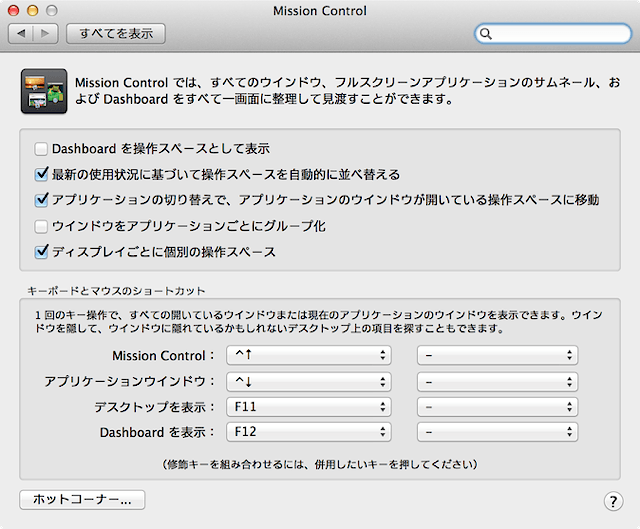 Mission Control
すべてを表示
Mission Control では、すべてのウインドウ、フルスクリーンアプリケーションのサムネール、お
よび Dashboard をすべて一画面に整理して見渡すことができます。
Dashboard を操作スペースとして表示
最新の使用状況に基づいて操作スペースを自動的に並べ替える
アプリケーションの切り替えで、アプリケーションのウインドウが開いている操作スペースに移動
ウインドウをアプリケーションごとにグループ化
ディスプレイごとに個別の操作スペース
キーボードとマウスのショートカット
1 回のキー操作で、すべての開いているウインドウまたは現在のアプリケーションのウインドウを表示できます。ウイン
ドウを隠して、ウインドウに隠れているかもしれないデスクトップ上の項目を探すこともできます。
Mission Control： ^↑ –
アプリケーションウインドウ： ^↓ –
デスクトップを表示： F11 –
Dashboard を表示： F12 –
（修飾キーを組み合わせるには、併用したいキーを押してください）
ホットコーナー... ?